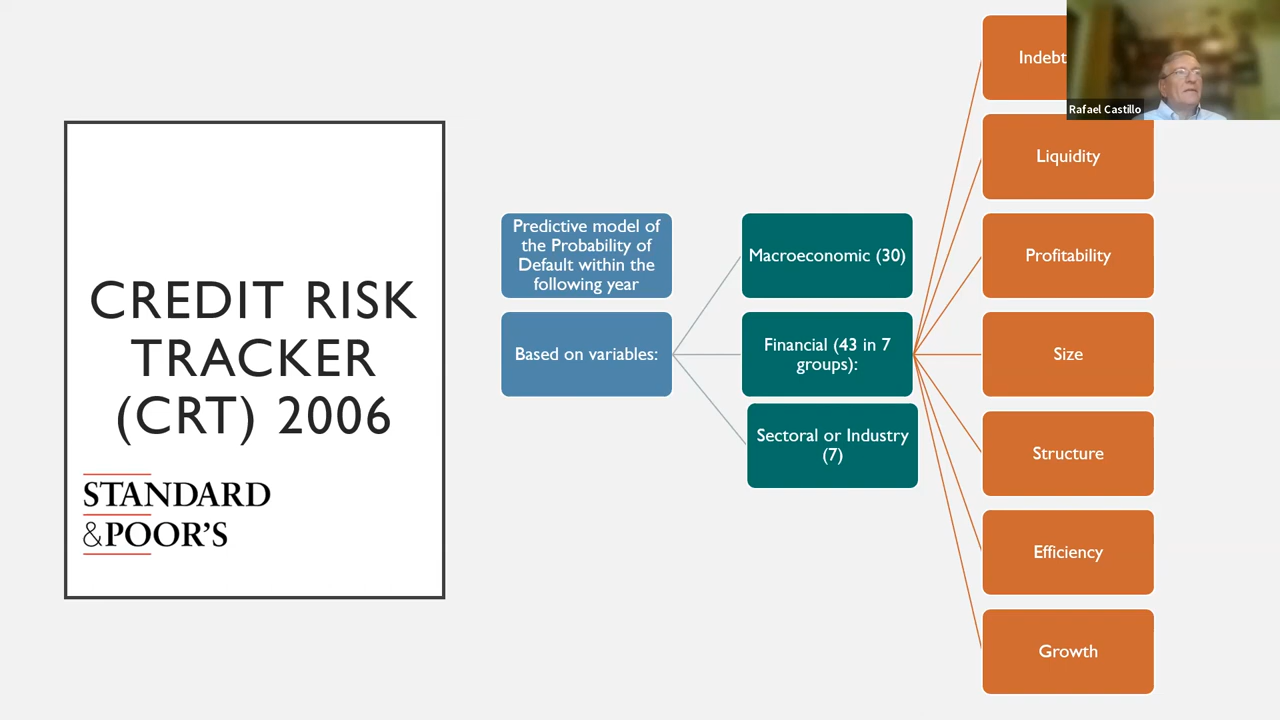 CREDIT RISK
TRACKER
(CRT) 2006
STANDARD
&POOR'S
Predictive model of
the Probability of
Default within the
following year
Based on variables:
Macroeconomic (30)
Financial (43 in 7
groups):
Sectoral or Industry
(7)
Liquidity
Profitability
Size
Structure
Efficiency
Growth
Rafael Castillo